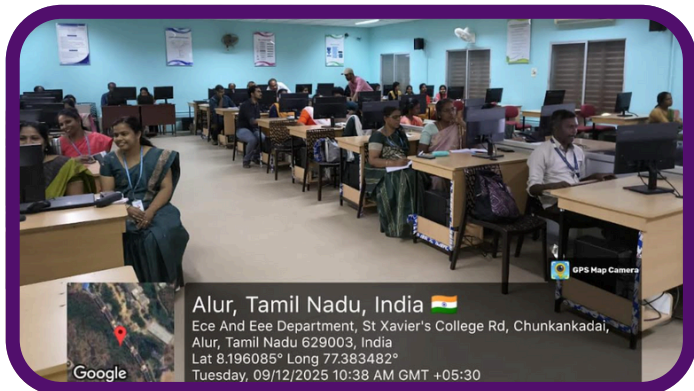 GPS Map Camera
Alur, Tamil Nadu, India
Ece And Eee Department, St Xavier's College Rd, Chunkankadai,
Alur, Tamil Nadu 629003, India
Lat 8.196085° Long 77.383482°
Tuesday, 09/12/2025 10:38 AM GMT +05:30
Google